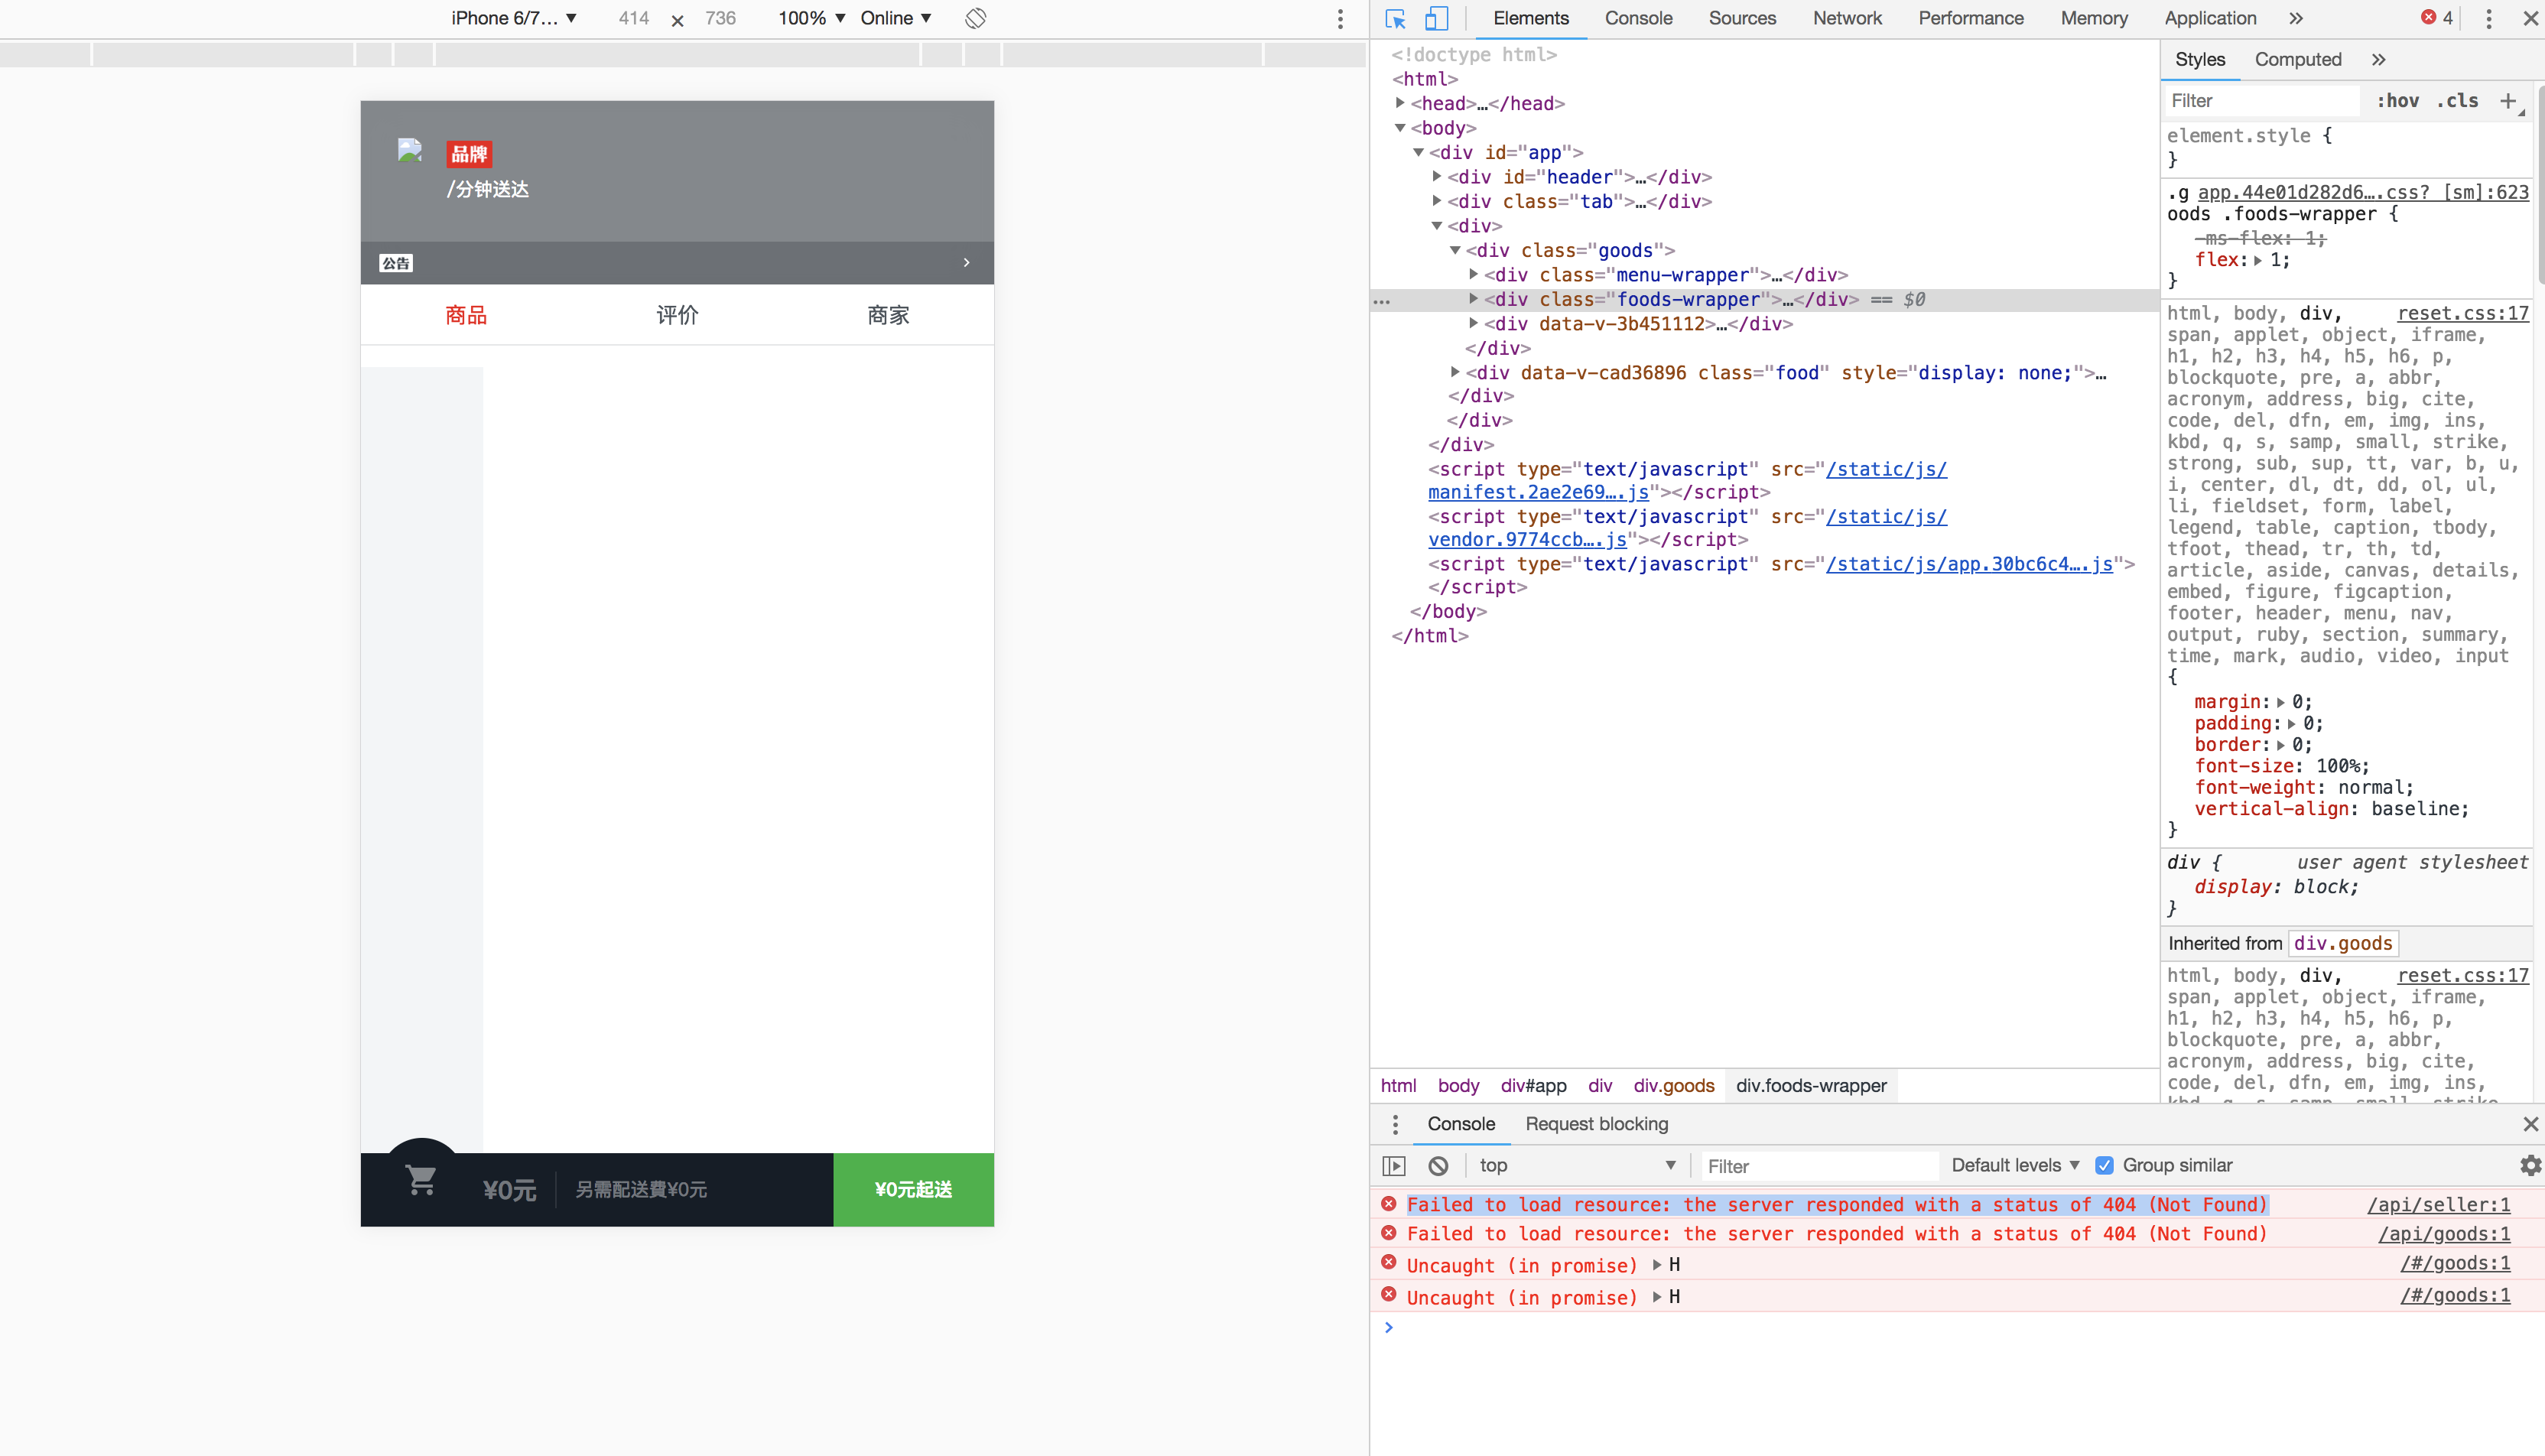 iPhone 6/7… ▼ 414 × 736 100% ▼ Online ▼
品牌
/分钟送达
公告
商品 评价 商家
¥0元 另需配送費¥0元 ¥0元起送
Elements Console Sources Network Performance Memory Application » 4
<!doctype html>
<html>
<head>…</head>
<body>
<div id="app">
<div id="header">…</div>
<div class="tab">…</div>
<div>
<div class="goods">
<div class="menu-wrapper">…</div>
… <div class="foods-wrapper">…</div> == $0
<div data-v-3b451112>…</div>
</div>
<div data-v-cad36896 class="food" style="display: none;">…
</div>
</div>
</div>
<script type="text/javascript" src="/static/js/
manifest.2ae2e69….js"></script>
<script type="text/javascript" src="/static/js/
vendor.9774ccb….js"></script>
<script type="text/javascript" src="/static/js/app.30bc6c4….js">
</script>
</body>
</html>
html body div#app div div.goods div.foods-wrapper
Styles Computed »
Filter :hov .cls +
element.style {
}
.g app.44e01d282d6….css? [sm]:623
oods .foods-wrapper {
-ms-flex: 1;
flex: 1;
}
html, body, div, reset.css:17
span, applet, object, iframe,
h1, h2, h3, h4, h5, h6, p,
blockquote, pre, a, abbr,
acronym, address, big, cite,
code, del, dfn, em, img, ins,
kbd, q, s, samp, small, strike,
strong, sub, sup, tt, var, b, u,
i, center, dl, dt, dd, ol, ul,
li, fieldset, form, label,
legend, table, caption, tbody,
tfoot, thead, tr, th, td,
article, aside, canvas, details,
embed, figure, figcaption,
footer, header, menu, nav,
output, ruby, section, summary,
time, mark, audio, video, input
{
margin: 0;
padding: 0;
border: 0;
font-size: 100%;
font-weight: normal;
vertical-align: baseline;
}
div { user agent stylesheet
display: block;
}
Inherited from div.goods
html, body, div, reset.css:17
span, applet, object, iframe,
h1, h2, h3, h4, h5, h6, p,
blockquote, pre, a, abbr,
acronym, address, big, cite,
code, del, dfn, em, img, ins,
kbd, q, s, samp, small, strike,
Console Request blocking
top ▼ Filter Default levels ▼ Group similar
Failed to load resource: the server responded with a status of 404 (Not Found) /api/seller:1
Failed to load resource: the server responded with a status of 404 (Not Found) /api/goods:1
Uncaught (in promise) H /#/goods:1
Uncaught (in promise) H /#/goods:1